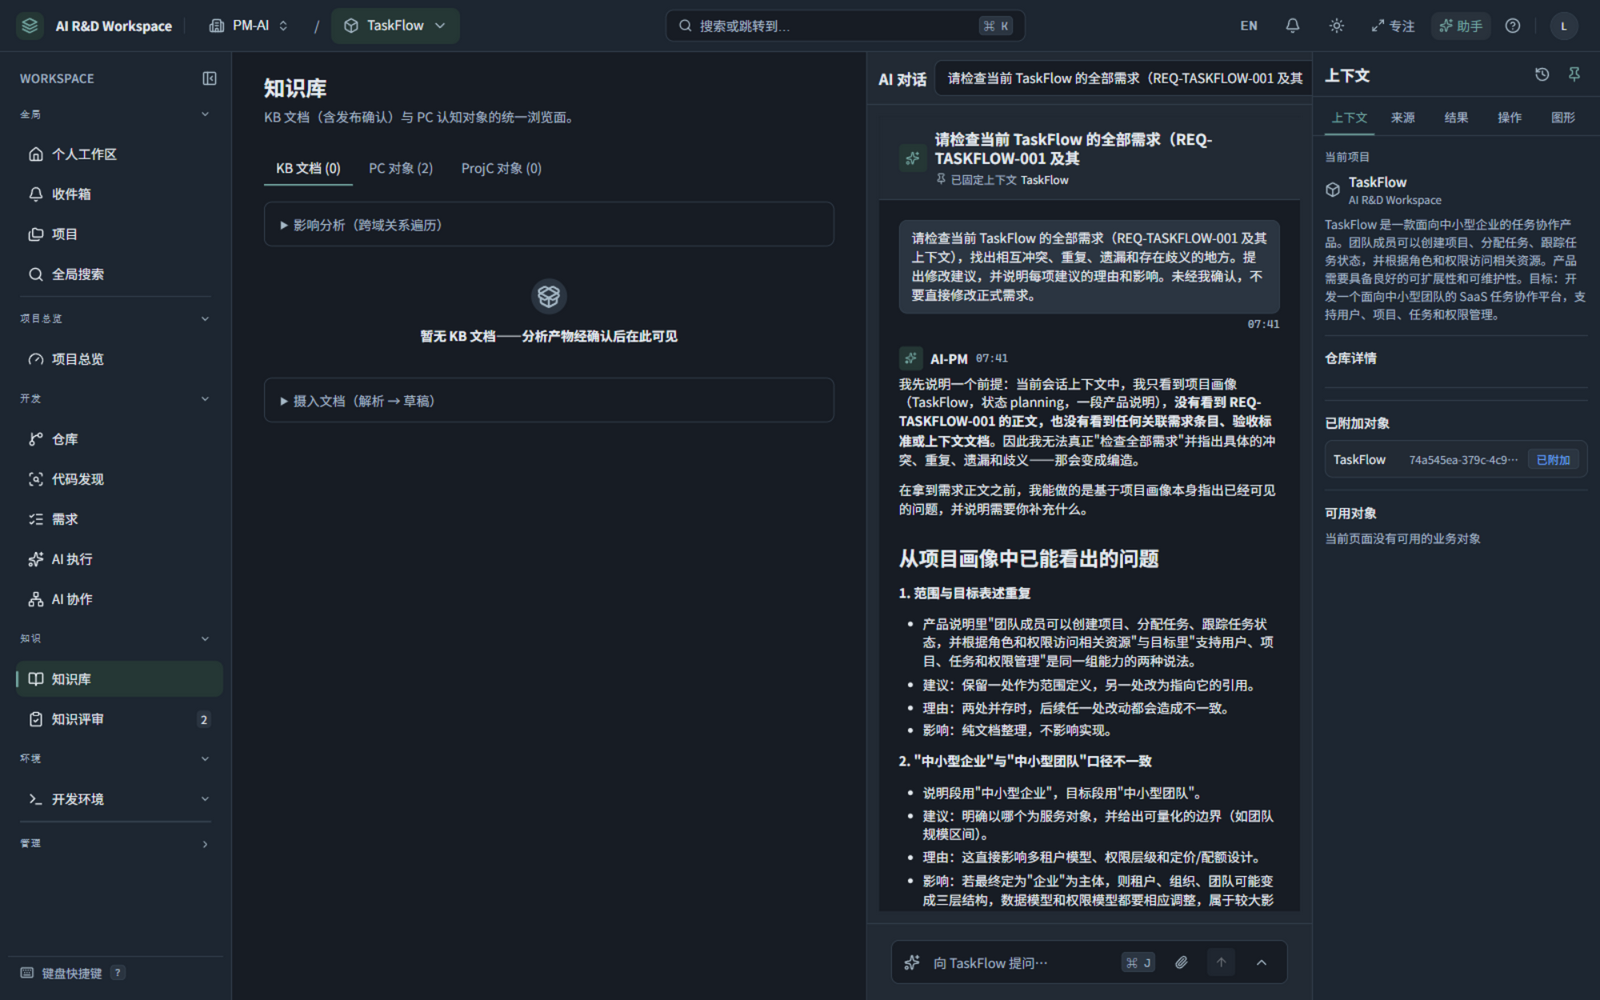 AI R&D Workspace
PM-AI
/
TaskFlow
搜索或跳转到...
⌘ K
EN
专注
助手
L
WORKSPACE
全局
个人工作区
收件箱
项目
全局搜索
项目总览
项目总览
开发
仓库
代码发现
需求
AI 执行
AI 协作
知识
知识库
知识评审
2
环境
开发环境
管理
键盘快捷键
?
知识库
KB 文档（含发布确认）与 PC 认知对象的统一浏览面。
KB 文档 (0)
PC 对象 (2)
ProjC 对象 (0)
▶ 影响分析（跨域关系遍历）
暂无 KB 文档——分析产物经确认后在此可见
▶ 摄入文档（解析 → 草稿）
AI 对话
请检查当前 TaskFlow 的全部需求（REQ-TASKFLOW-001 及其
请检查当前 TaskFlow 的全部需求（REQ-
TASKFLOW-001 及其
已固定上下文 TaskFlow
请检查当前 TaskFlow 的全部需求（REQ-TASKFLOW-001 及其
上下文），找出相互冲突、重复、遗漏和存在歧义的地方。提
出修改建议，并说明每项建议的理由和影响。未经我确认，不
要直接修改正式需求。
07:41
AI-PM 07:41
我先说明一个前提：当前会话上下文中，我只看到项目画像
（TaskFlow，状态 planning，一段产品说明），没有看到 REQ-
TASKFLOW-001 的正文，也没有看到任何关联需求条目、验收标
准或上下文文档。因此我无法真正"检查全部需求"并指出具体的冲
突、重复、遗漏和歧义——那会变成编造。
在拿到需求正文之前，我能做的是基于项目画像本身指出已经可见
的问题，并说明需要你补充什么。
从项目画像中已能看出的问题
1. 范围与目标表述重复
• 产品说明里"团队成员可以创建项目、分配任务、跟踪任务状
态，并根据角色和权限访问相关资源"与目标里"支持用户、项
目、任务和权限管理"是同一组能力的两种说法。
• 建议：保留一处作为范围定义，另一处改为指向它的引用。
• 理由：两处并存时，后续任一处改动都会造成不一致。
• 影响：纯文档整理，不影响实现。
2. "中小型企业"与"中小型团队"口径不一致
• 说明段用"中小型企业"，目标段用"中小型团队"。
• 建议：明确以哪个为服务对象，并给出可量化的边界（如团队
规模区间）。
• 理由：这直接影响多租户模型、权限层级和定价/配额设计。
• 影响：若最终定为"企业"为主体，则租户、组织、团队可能变
成三层结构，数据模型和权限模型都要相应调整，属于较大影
向 TaskFlow 提问…
⌘ J
上下文
上下文
来源
结果
操作
图形
当前项目
TaskFlow
AI R&D Workspace
TaskFlow 是一款面向中小型企业的任务协作产
品。团队成员可以创建项目、分配任务、跟踪任
务状态，并根据角色和权限访问相关资源。产品
需要具备良好的可扩展性和可维护性。目标：开
发一个面向中小型团队的 SaaS 任务协作平台，支
持用户、项目、任务和权限管理。
仓库详情
已附加对象
TaskFlow
74a545ea-379c-4c9…
已附加
可用对象
当前页面没有可用的业务对象